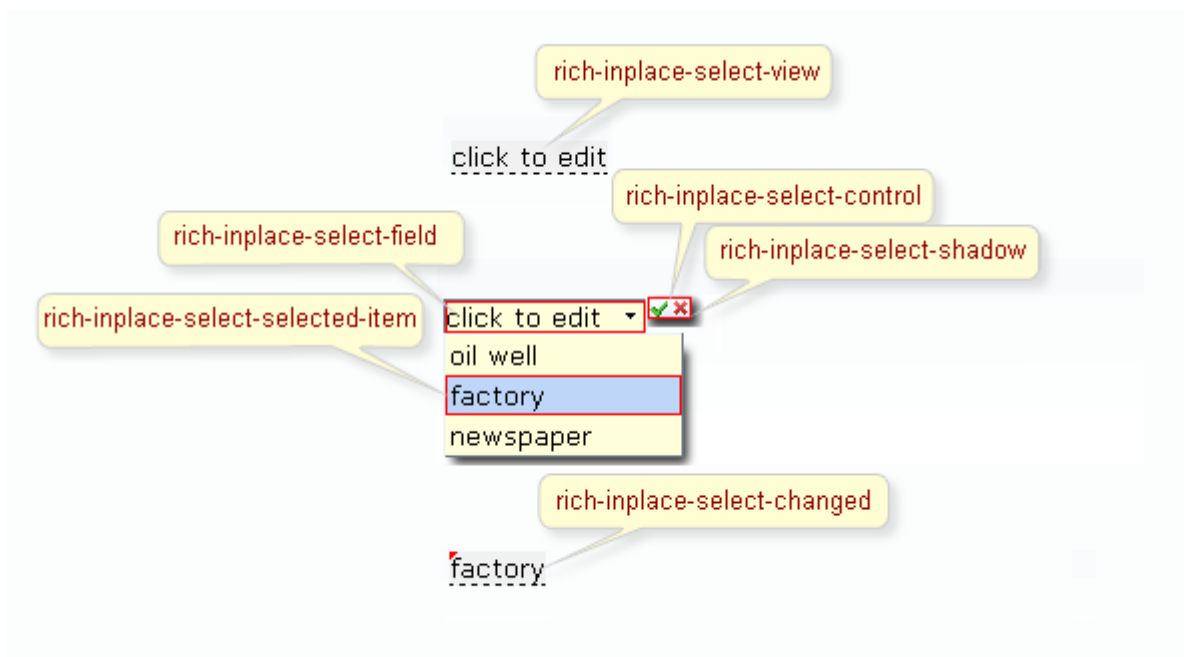 rich-inplace-select-view
click to edit
rich-inplace-select-control
rich-inplace-select-field
rich-inplace-select-shadow
rich-inplace-select-selected-item
click to edit
oil well
factory
newspaper
rich-inplace-select-changed
factory